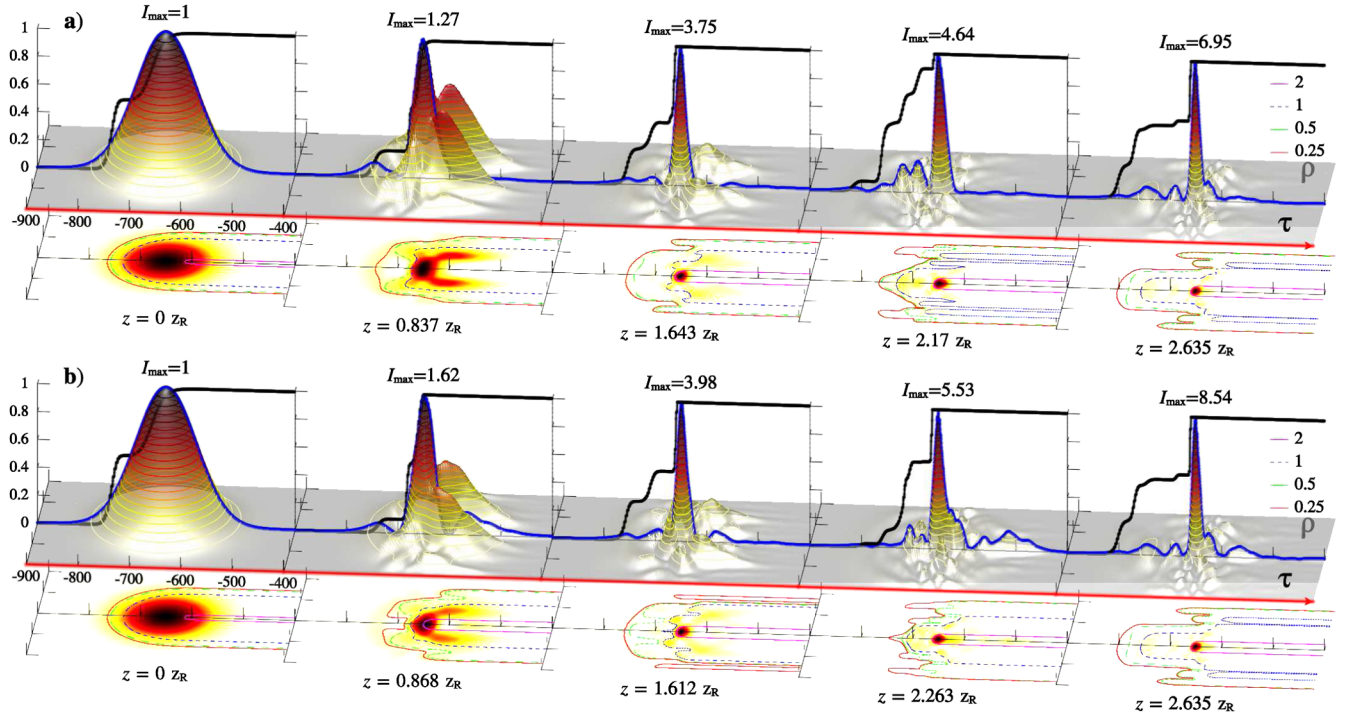 a)
I_max=1
I_max=1.27
I_max=3.75
I_max=4.64
I_max=6.95
1
0.8
0.6
0.4
0.2
0
2
1
0.5
0.25
ρ
τ
-900
-800
-700
-600
-500
-400
z = 0 z_R
z = 0.837 z_R
z = 1.643 z_R
z = 2.17 z_R
z = 2.635 z_R
b)
I_max=1
I_max=1.62
I_max=3.98
I_max=5.53
I_max=8.54
1
0.8
0.6
0.4
0.2
0
2
1
0.5
0.25
ρ
τ
-900
-800
-700
-600
-500
-400
z = 0 z_R
z = 0.868 z_R
z = 1.612 z_R
z = 2.263 z_R
z = 2.635 z_R